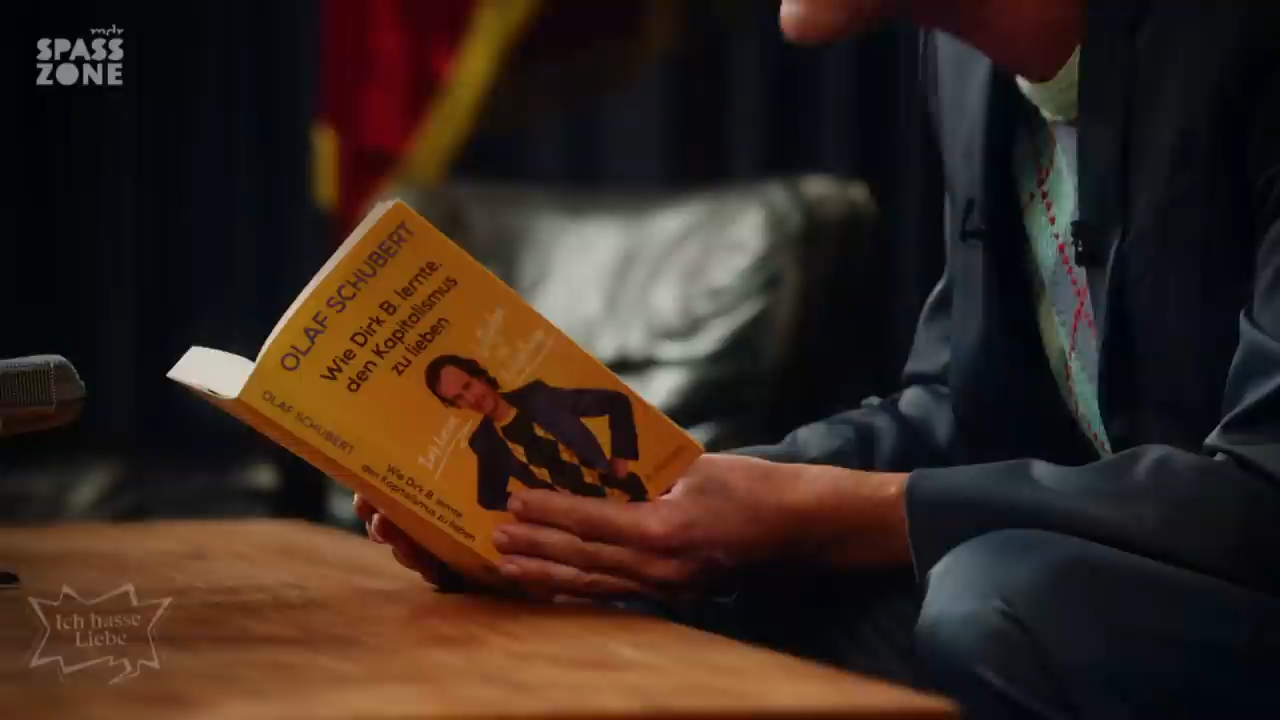 mdr
SPASS
ZONE
OLAF SCHUBERT
Wie Dirk B. lernte,
den Kapitalismus
zu lieben
OLAF SCHUBERT
Wie Dirk B. lernte
den Kapitalismus zu lieben
Ich hasse
Liebe